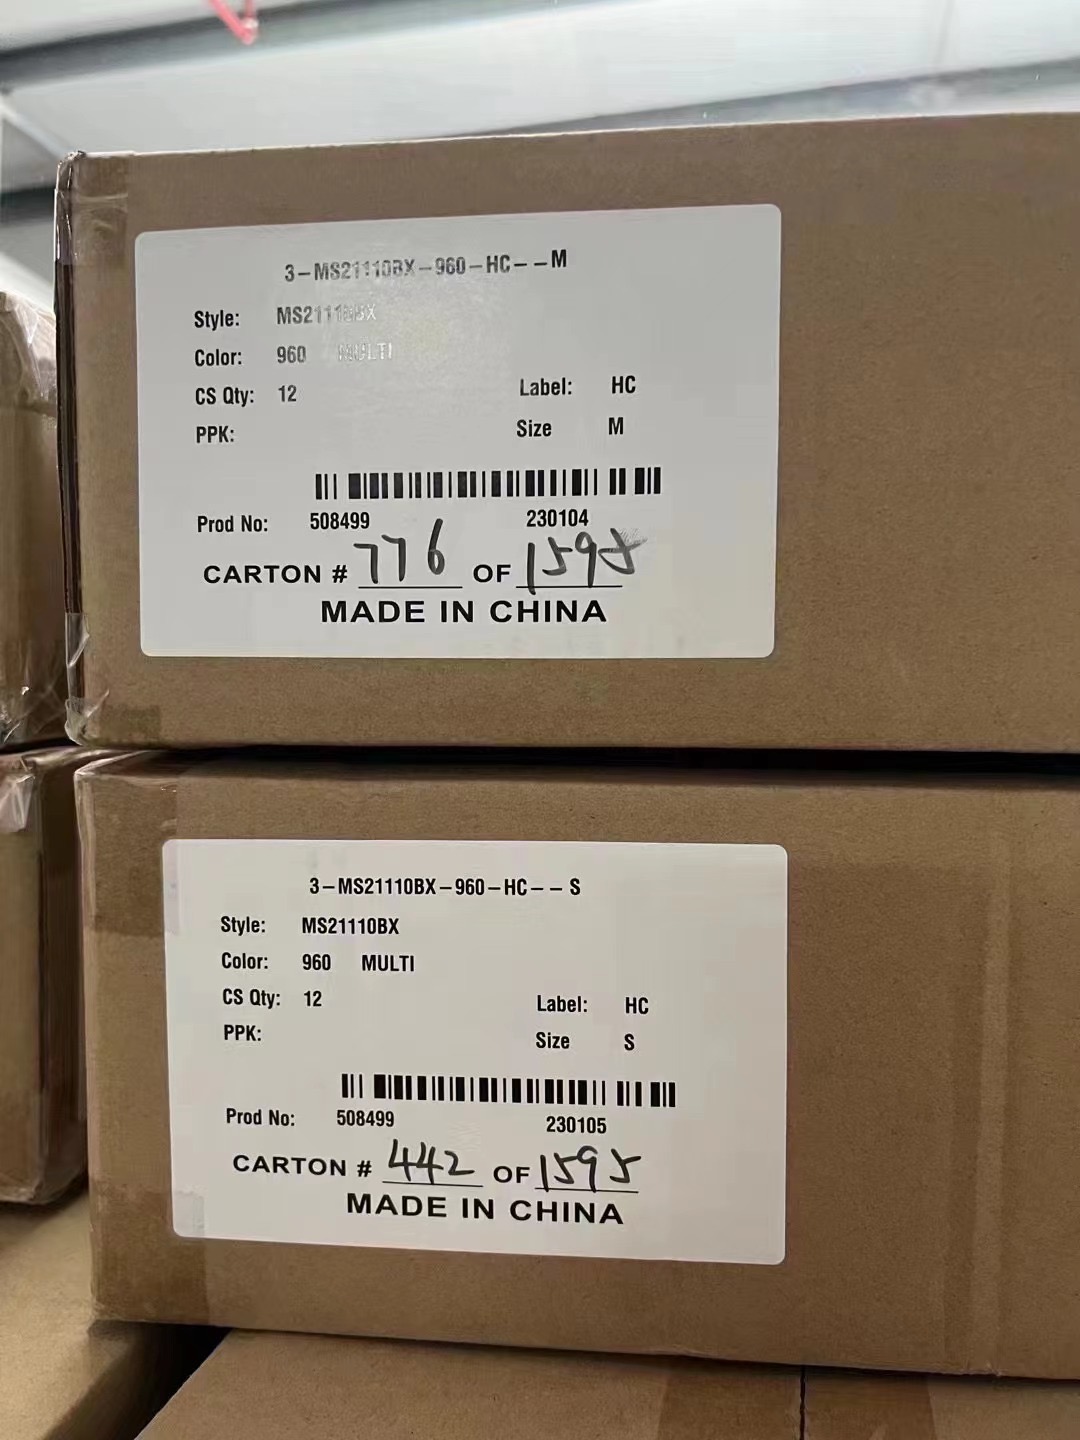 3-MS21110BX-960-HC--M
Style: MS21110BX
Color: 960 MULTI
CS Qty: 12 Label: HC
PPK: Size M
Prod No: 508499 230104
CARTON # 776 OF 1595
MADE IN CHINA
3-MS21110BX-960-HC-- S
Style: MS21110BX
Color: 960 MULTI
CS Qty: 12 Label: HC
PPK: Size S
Prod No: 508499 230105
CARTON # 442 OF 1595
MADE IN CHINA